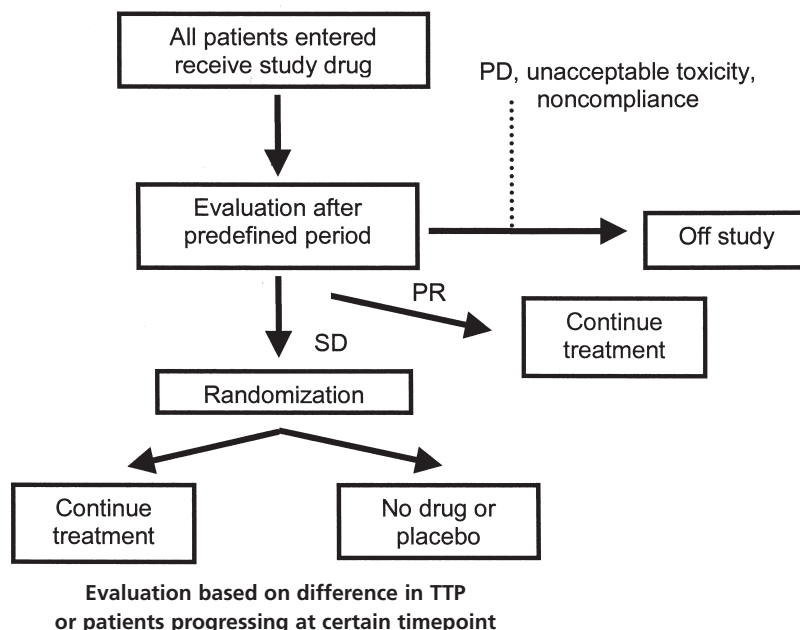 All patients entered
receive study drug
PD, unacceptable toxicity,
noncompliance
Evaluation after
predefined period
Off study
PR
SD
Continue
treatment
Randomization
Continue
treatment
No drug or
placebo
Evaluation based on difference in TTP
or patients progressing at certain timepoint